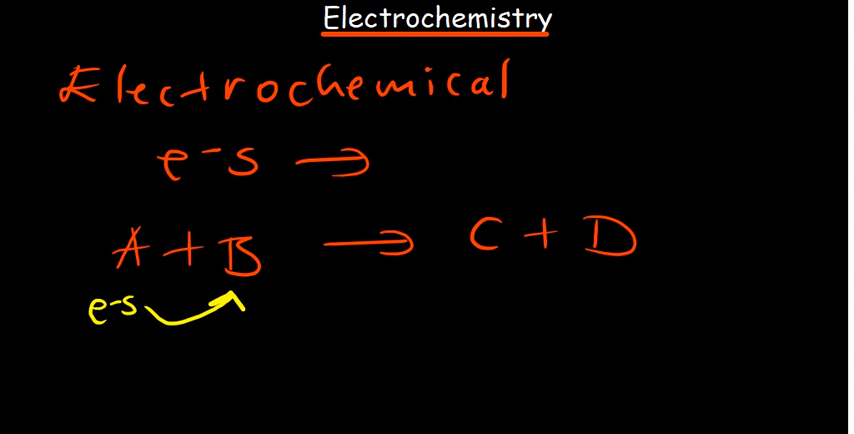 Electrochemistry
Electrochemical
e-s →
A + B → C + D
e-s